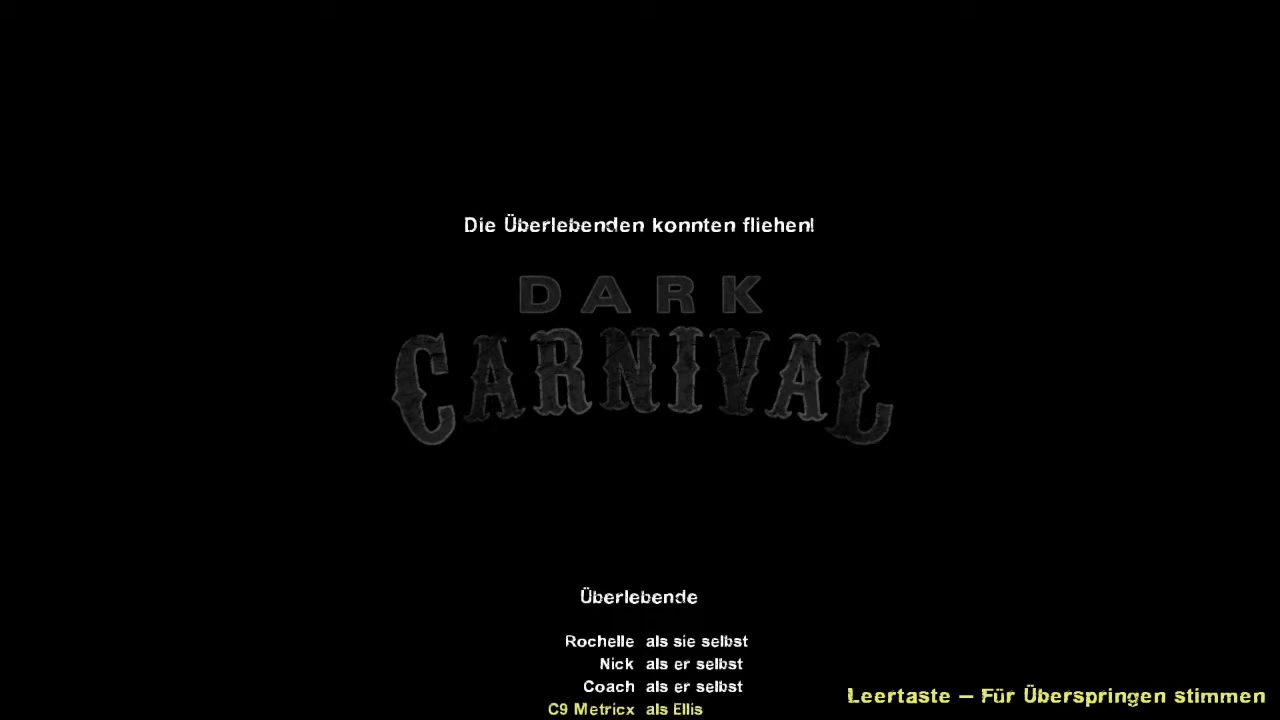 Die Überlebenden konnten fliehen!
DARK
CARNIVAL
Überlebende
Rochelle als sie selbst
Nick als er selbst
Coach als er selbst
C9 Metricx als Ellis
Leertaste – Für Überspringen stimmen